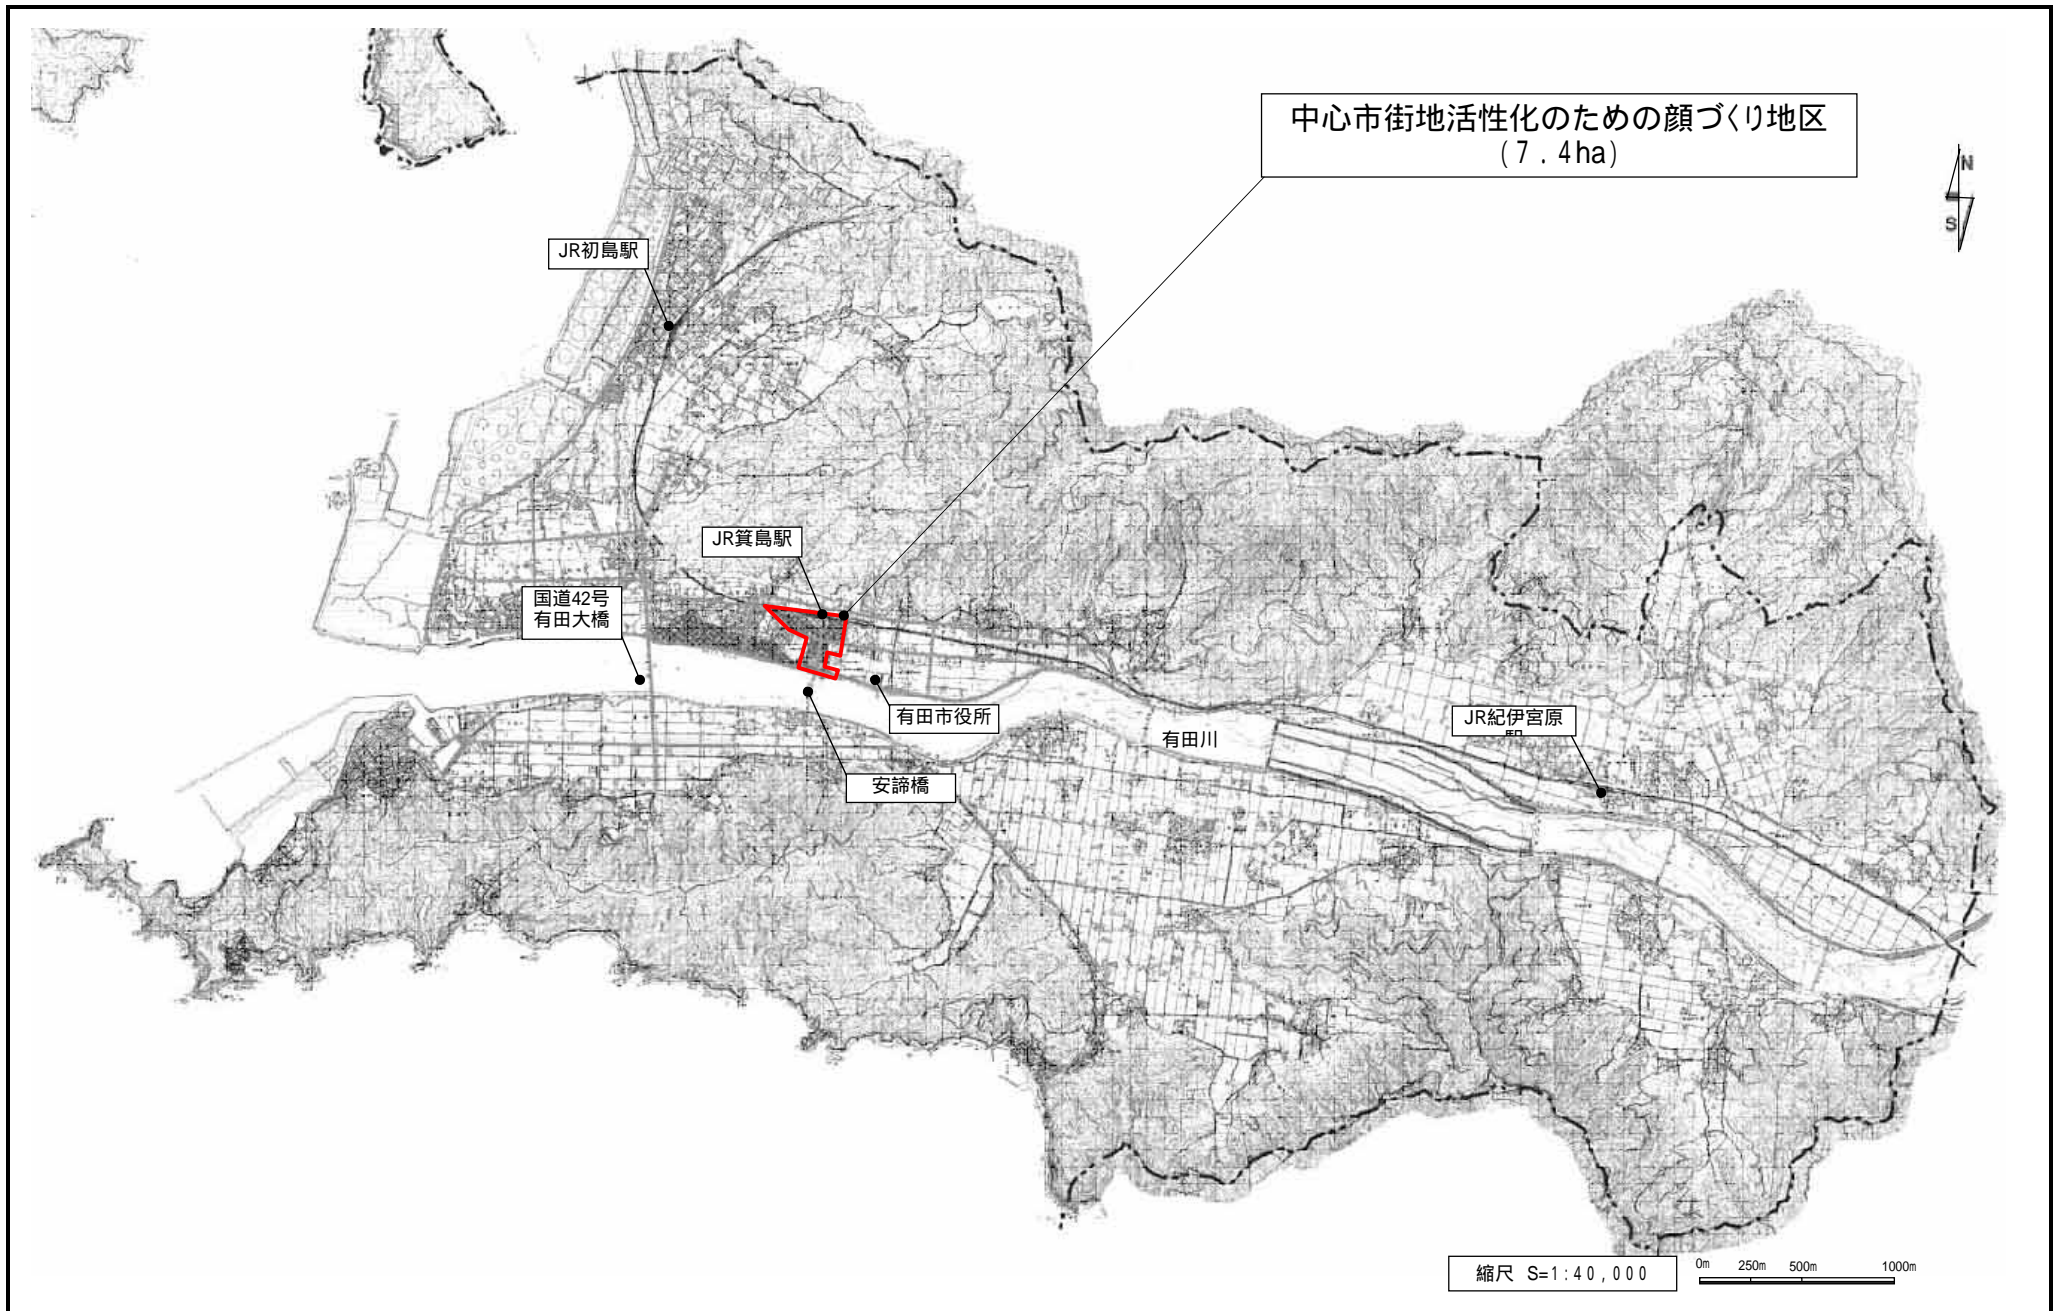 中心市街地活性化のための顔づくり地区
(7.4ha)
N
S
JR初島駅
JR箕島駅
国道42号
有田大橋
有田市役所
JR紀伊宮原
有田川
安諦橋
縮尺 S=1:40,000
0m 250m 500m 1000m